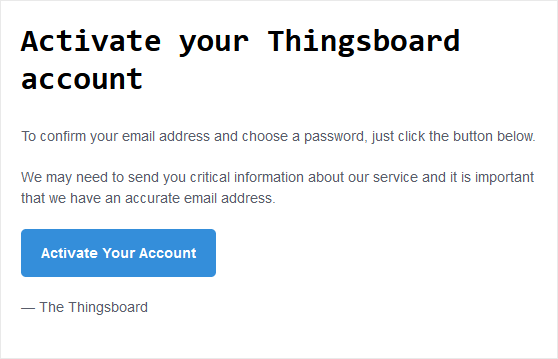 Activate your Thingsboard
account
To confirm your email address and choose a password, just click the button below.
We may need to send you critical information about our service and it is important
that we have an accurate email address.
Activate Your Account
— The Thingsboard